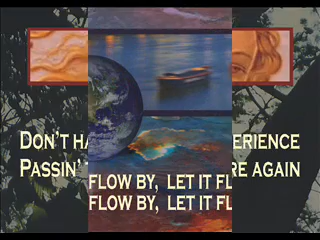 DON'T HA ERIENCE
PASSIN' RE AGAIN
FLOW BY, LET IT FL
FLOW BY, LET IT FL